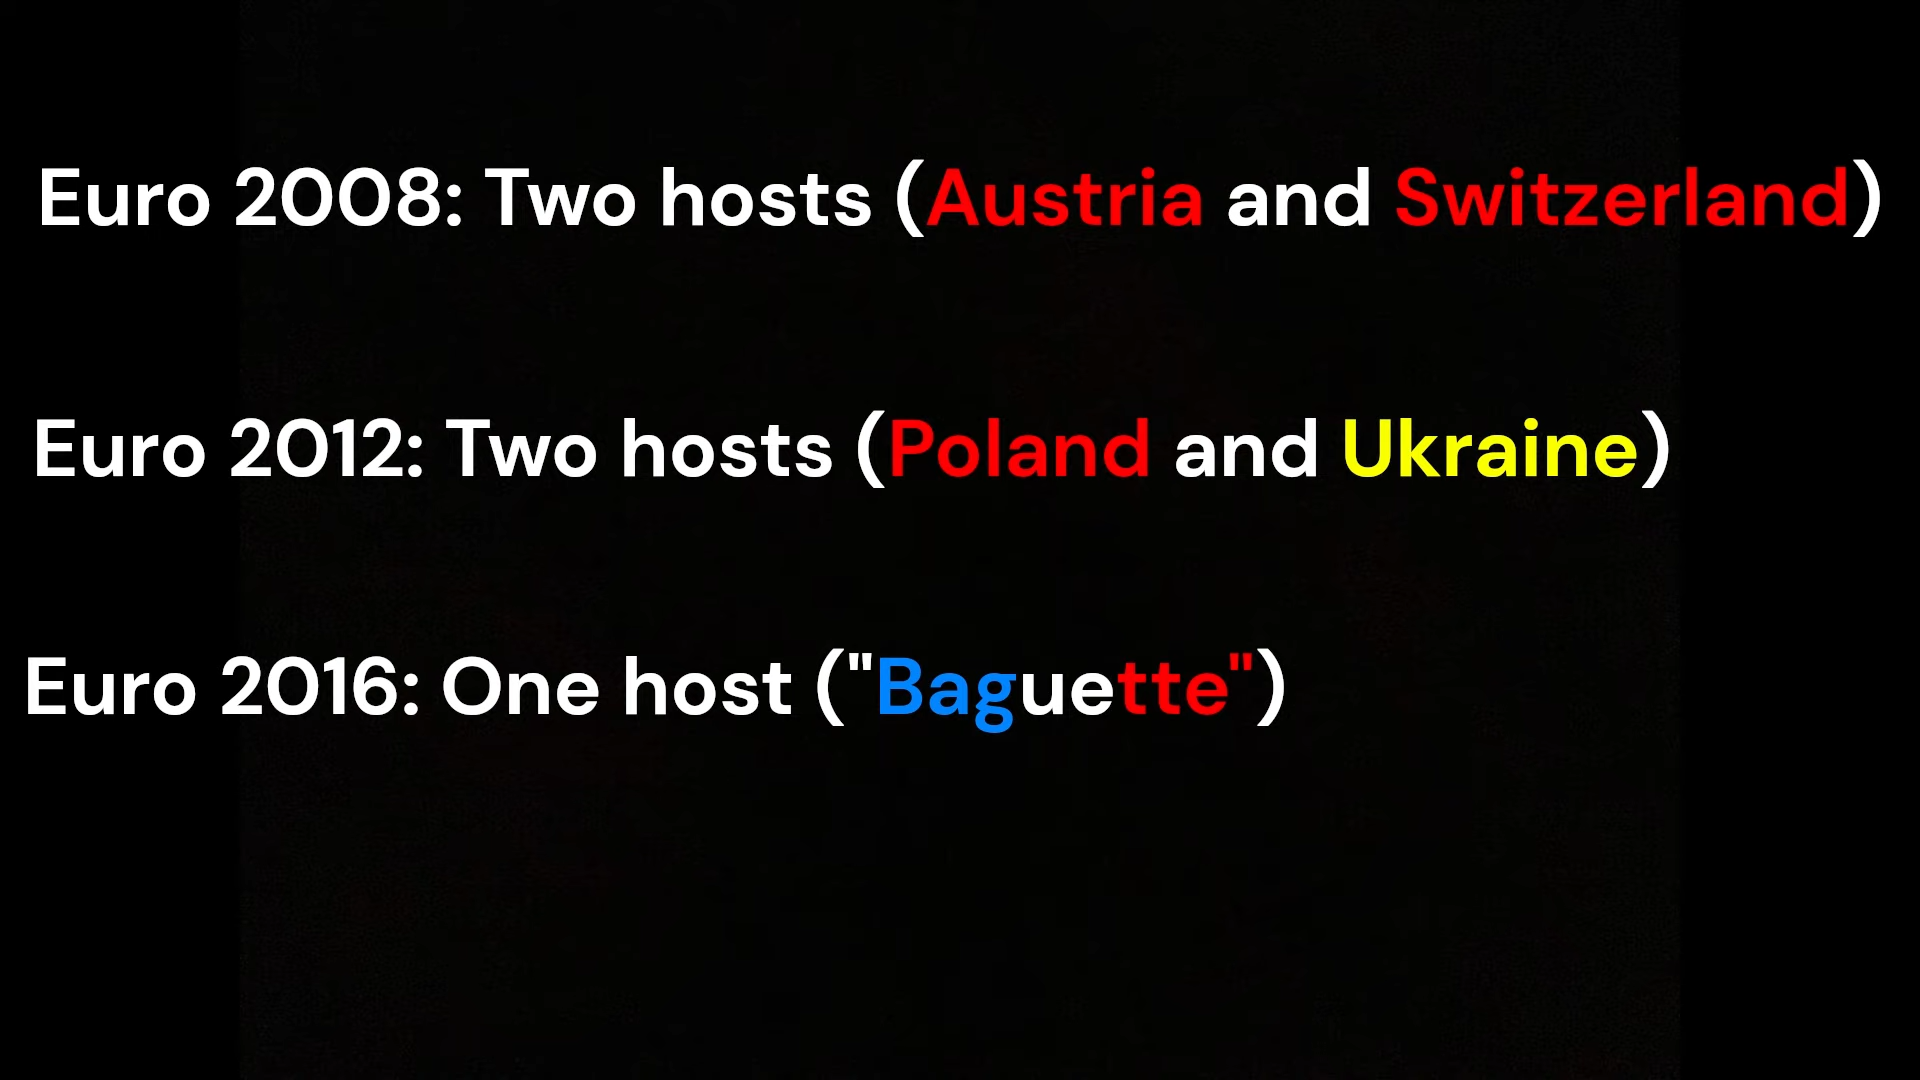 Euro 2008: Two hosts (Austria and Switzerland)
Euro 2012: Two hosts (Poland and Ukraine)
Euro 2016: One host ("Baguette")